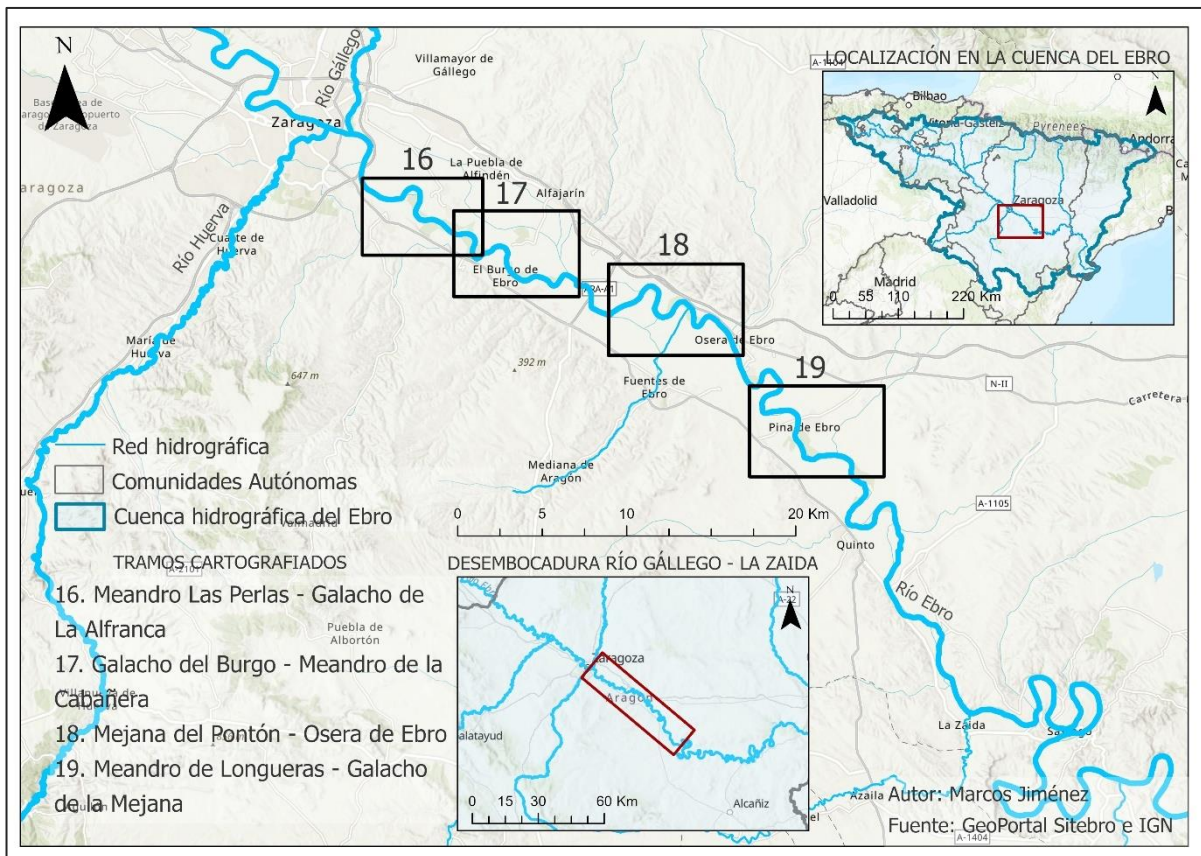 N
Río Gállego
Villamayor de
Gállego
Zaragoza
aragoza
Río Huerva
Cuarte de
Huerva
16
La Puebla de
Alfindén
17
Alfajarín
El Burgo de
Ebro
ARA-A1
18
Osera de Ebro
María de
Huerva
647 m
392 m
Fuentes de
Ebro
19
N-II
Carretera
Pina de Ebro
Mediana de
Aragón
A-1105
Quinto
Río Ebro
La Zaida
Azaila
A-1404
A-2101
Puebla de
Albortón
Red hidrográfica
Comunidades Autónomas
Cuenca hidrográfica del Ebro
0 5 10 20 Km
TRAMOS CARTOGRAFIADOS
16. Meandro Las Perlas - Galacho de
La Alfranca
17. Galacho del Burgo - Meandro de la
Cabañera
18. Mejana del Pontón - Osera de Ebro
19. Meandro de Longueras - Galacho
de la Mejana
LOCALIZACIÓN EN LA CUENCA DEL EBRO
N
Bilbao
Vitoria-Gasteiz
Pyrenees
Andorra
Valladolid
Zaragoza
Madrid
0 55 110 220 Km
DESEMBOCADURA RÍO GÁLLEGO - LA ZAIDA
N
A-22
Zaragoza
Aragón
alatayud
Alcañiz
0 15 30 60 Km
Autor: Marcos Jiménez
Fuente: GeoPortal Sitebro e IGN